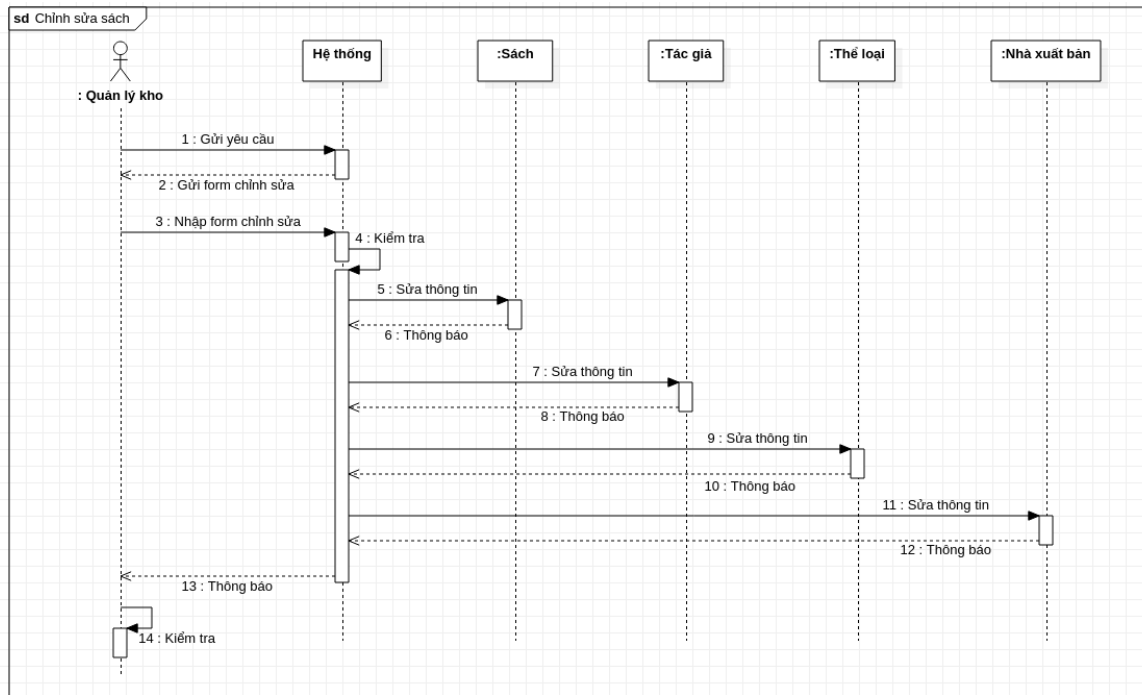 sd Chỉnh sửa sách
: Quản lý kho
Hệ thống
:Sách
:Tác giả
:Thể loại
:Nhà xuất bản
1 : Gửi yêu cầu
2 : Gửi form chỉnh sửa
3 : Nhập form chỉnh sửa
4 : Kiểm tra
5 : Sửa thông tin
6 : Thông báo
7 : Sửa thông tin
8 : Thông báo
9 : Sửa thông tin
10 : Thông báo
11 : Sửa thông tin
12 : Thông báo
13 : Thông báo
14 : Kiểm tra